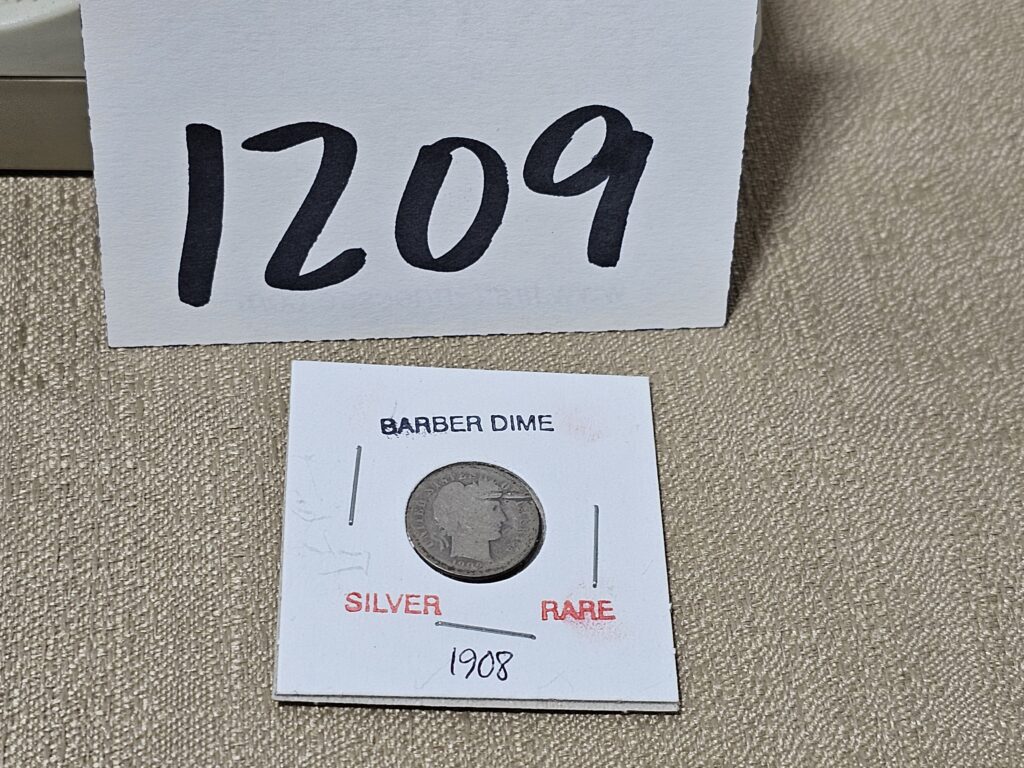 1209
BARBER DIME
SILVER RARE
1908